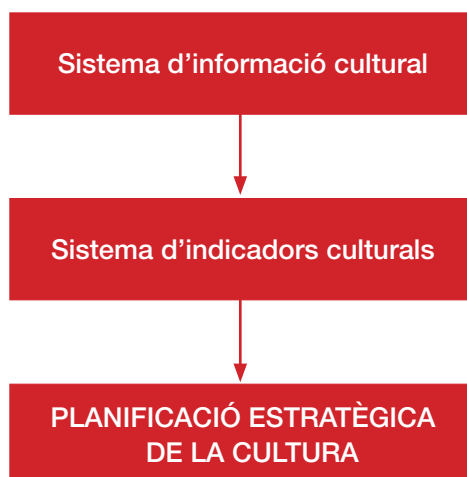 Sistema d’informació cultural
Sistema d’indicadors culturals
PLANIFICACIÓ ESTRATÈGICA
DE LA CULTURA